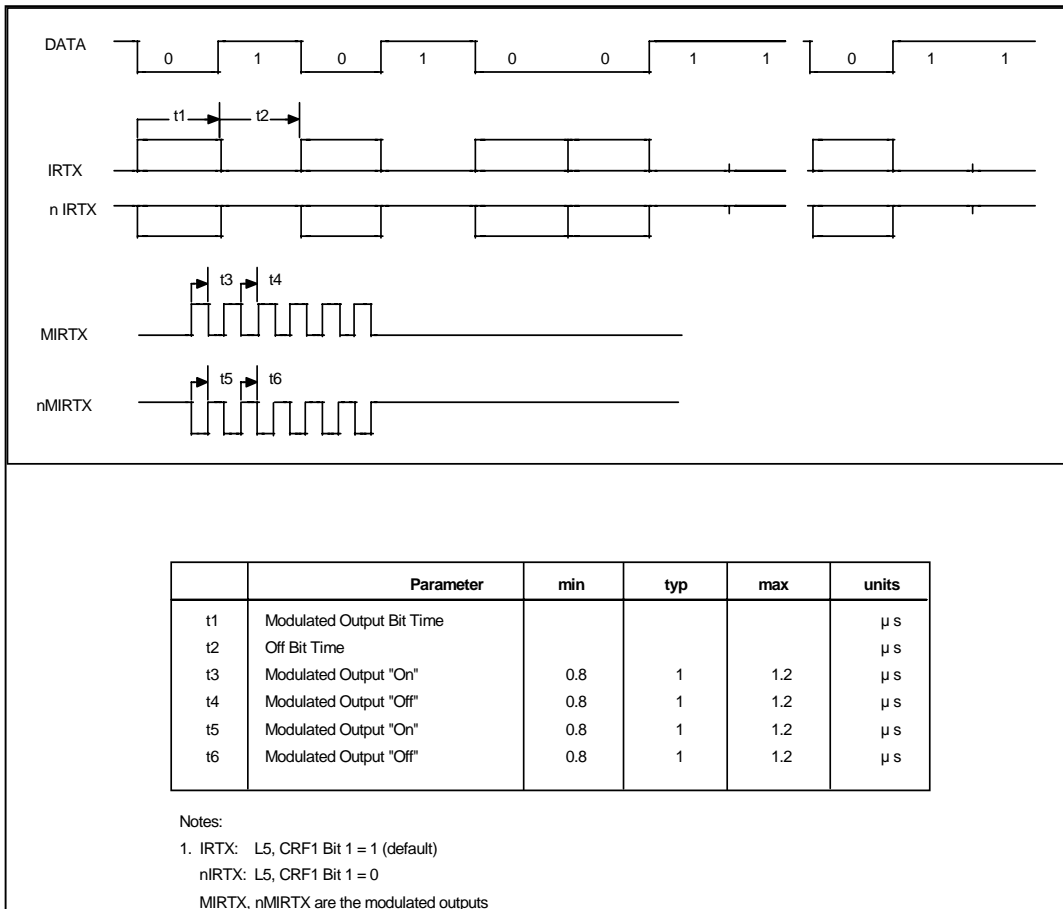 DATA
0 1 0 1 0 0 1 1 0 1 1
t1 t2
IRTX
n IRTX
t3 t4
MIRTX
t5 t6
nMIRTX
Parameter min typ max units
t1 Modulated Output Bit Time µ s
t2 Off Bit Time µ s
t3 Modulated Output "On" 0.8 1 1.2 µ s
t4 Modulated Output "Off" 0.8 1 1.2 µ s
t5 Modulated Output "On" 0.8 1 1.2 µ s
t6 Modulated Output "Off" 0.8 1 1.2 µ s
Notes:
1. IRTX: L5, CRF1 Bit 1 = 1 (default)
nIRTX: L5, CRF1 Bit 1 = 0
MIRTX, nMIRTX are the modulated outputs